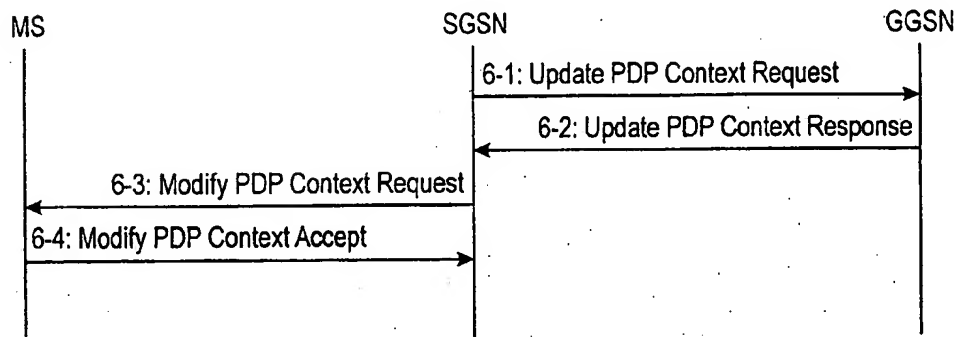 MS SGSN GGSN
6-1: Update PDP Context Request
6-2: Update PDP Context Response
6-3: Modify PDP Context Request
6-4: Modify PDP Context Accept